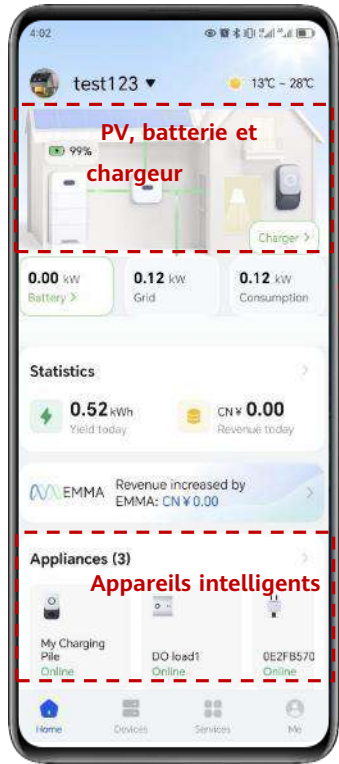 4:02
test123 ▼
13℃ ~ 28℃
PV, batterie et
99%
chargeur
Charger >
0.00 kW
0.12 kW
0.12 kW
Battery >
Grid
Consumption
Statistics
0.52 kWh
CN¥ 0.00
Yield today
Revenue today
EMMA
Revenue increased by
EMMA: CN ¥ 0.00
Appliances (3)
Appareils intelligents
My Charging
Pile
DO load1
0E2FB570
Online
Online
Online
Home
Devices
Services
Me